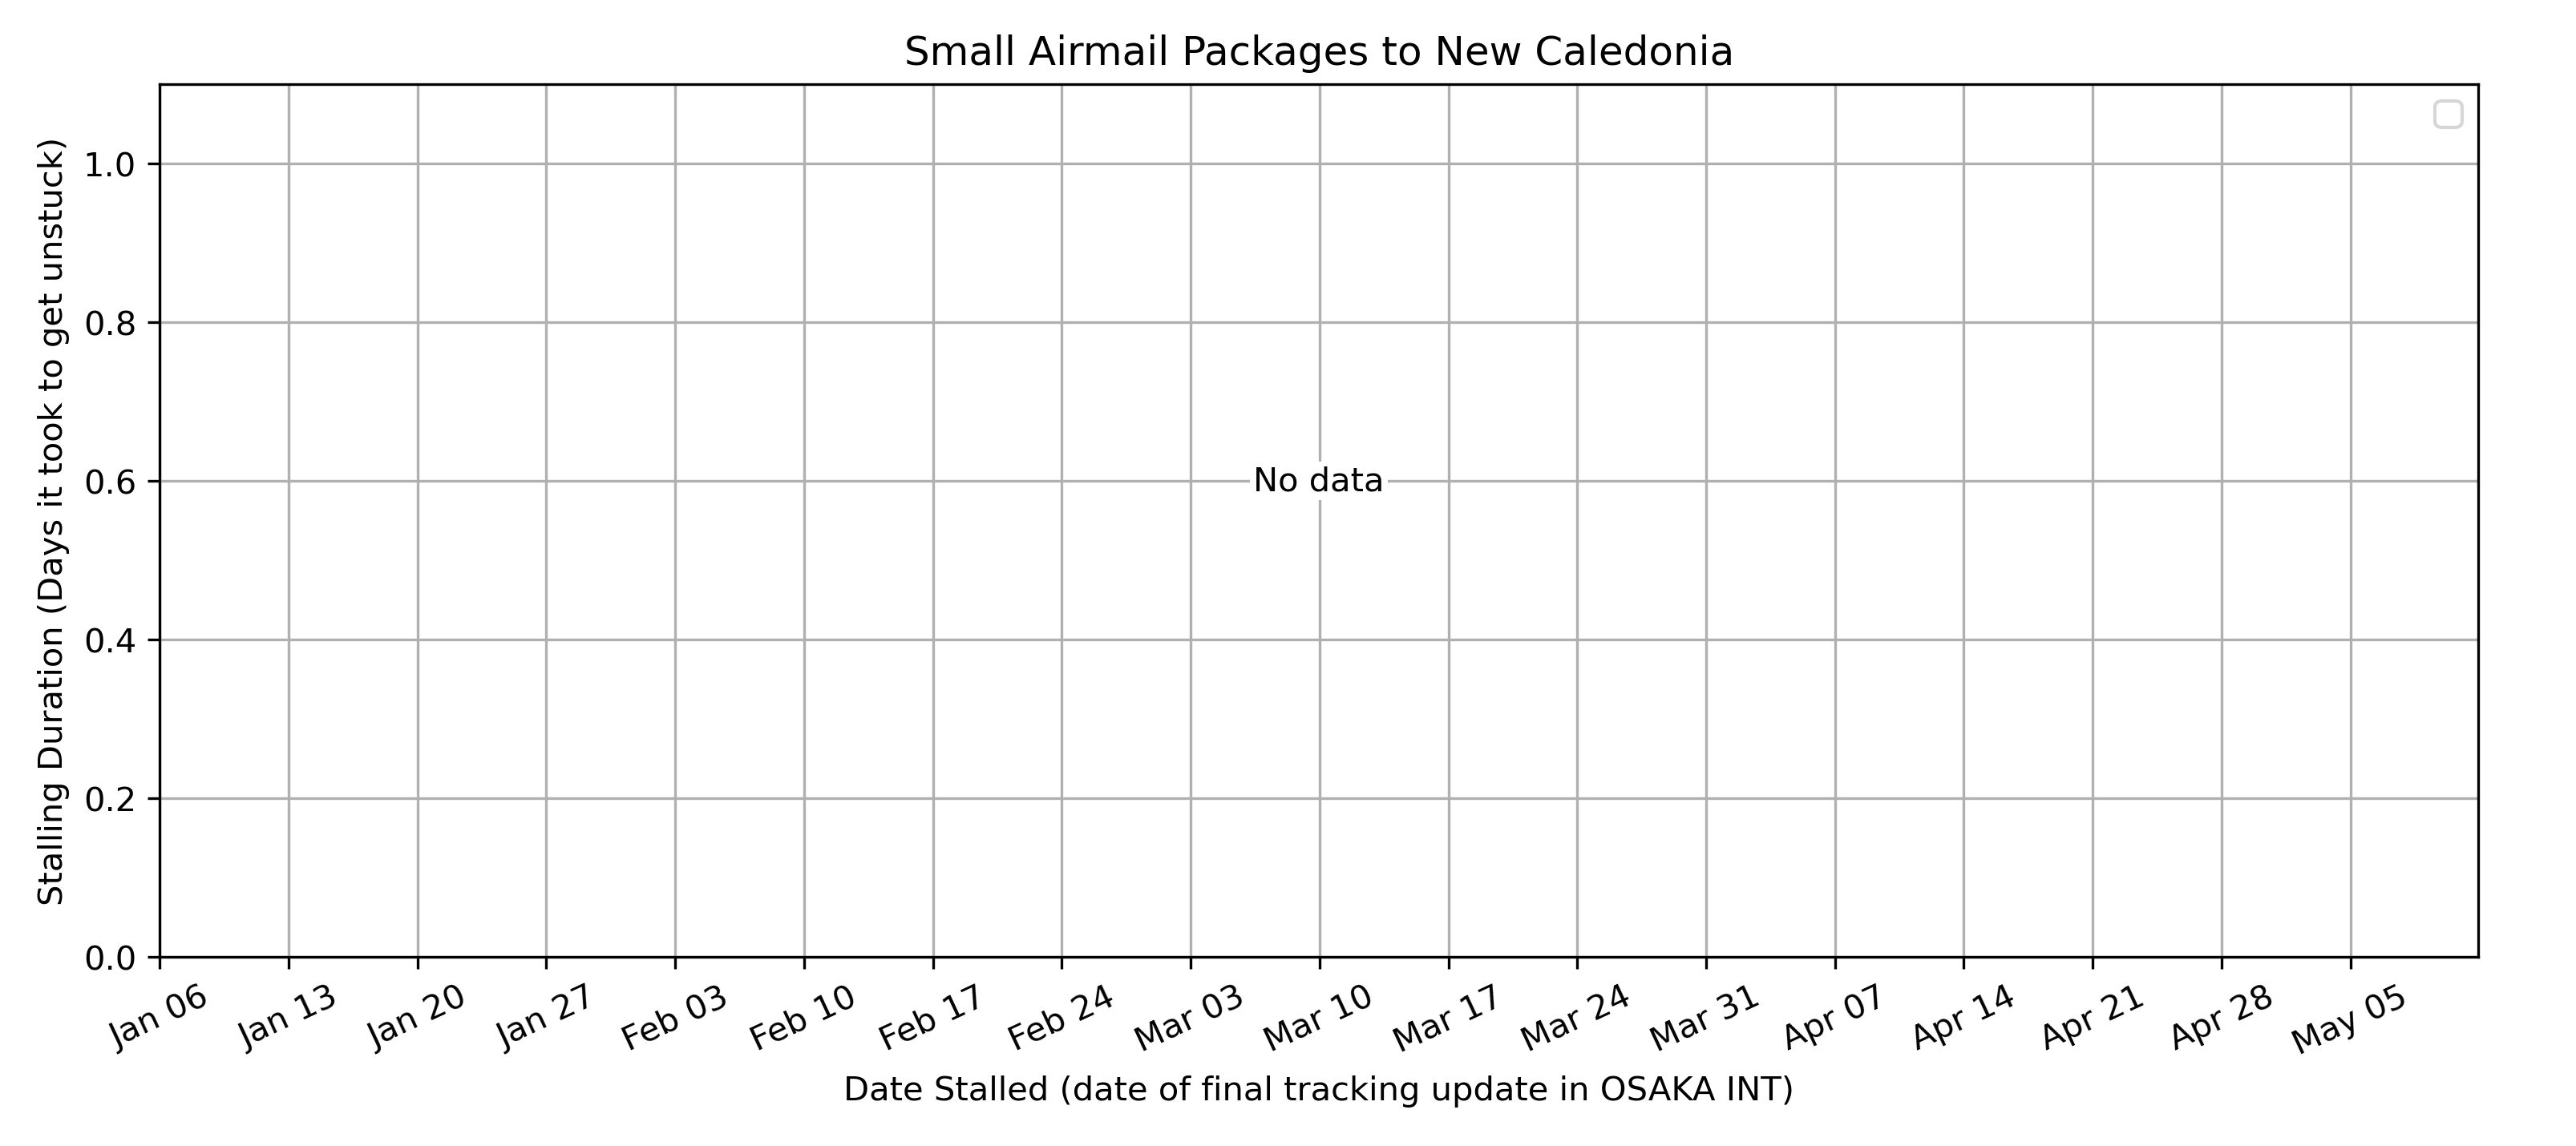 Small Airmail Packages to New Caledonia
Stalling Duration (Days it took to get unstuck)
1.0
0.8
0.6
0.4
0.2
0.0
No data
Jan 06
Jan 13
Jan 20
Jan 27
Feb 03
Feb 10
Feb 17
Feb 24
Mar 03
Mar 10
Mar 17
Mar 24
Mar 31
Apr 07
Apr 14
Apr 21
Apr 28
May 05
Date Stalled (date of final tracking update in OSAKA INT)